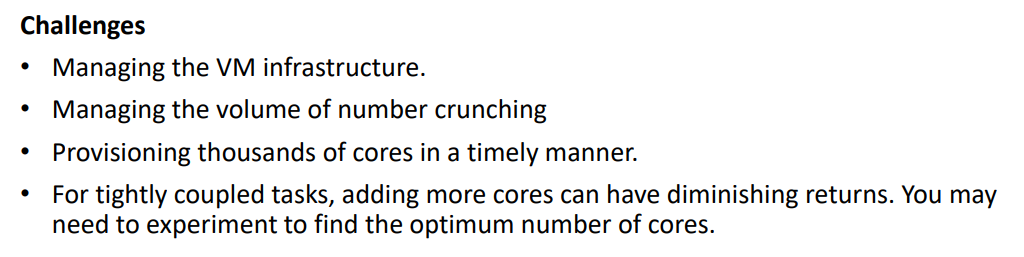 Challenges
• Managing the VM infrastructure.
• Managing the volume of number crunching
• Provisioning thousands of cores in a timely manner.
• For tightly coupled tasks, adding more cores can have diminishing returns. You may
need to experiment to find the optimum number of cores.